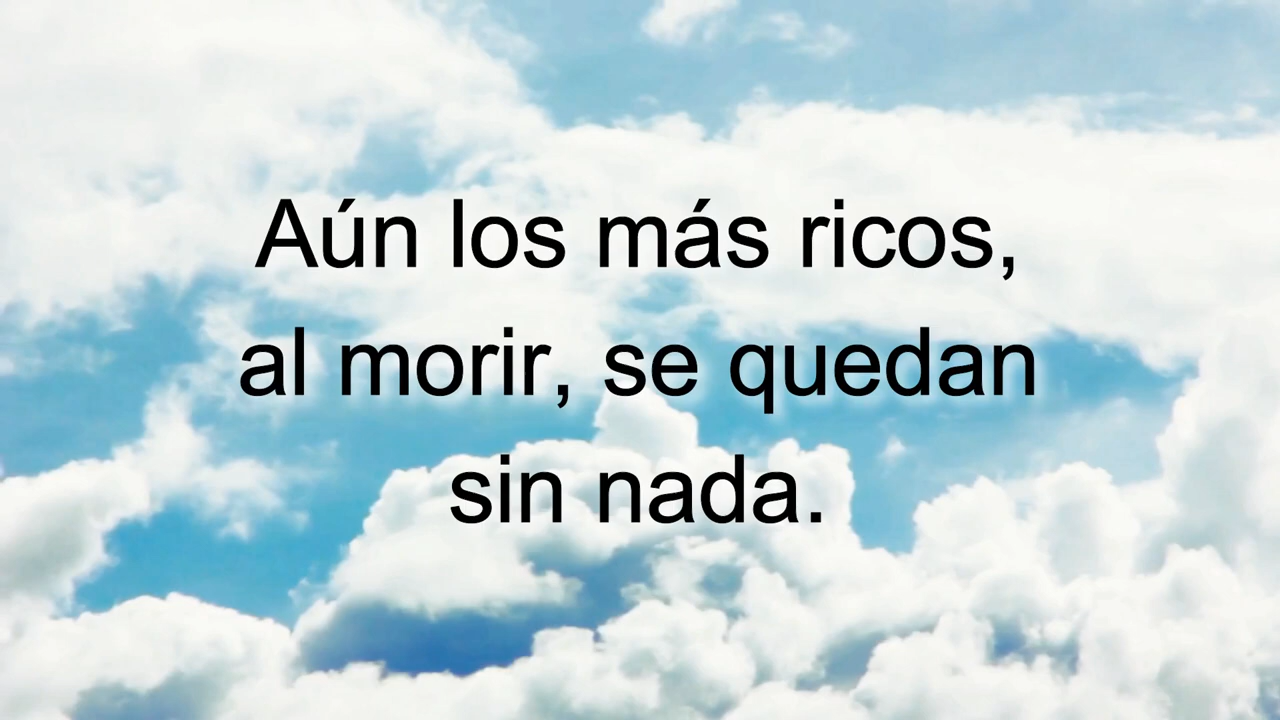 Aún los más ricos,
al morir, se quedan
sin nada.